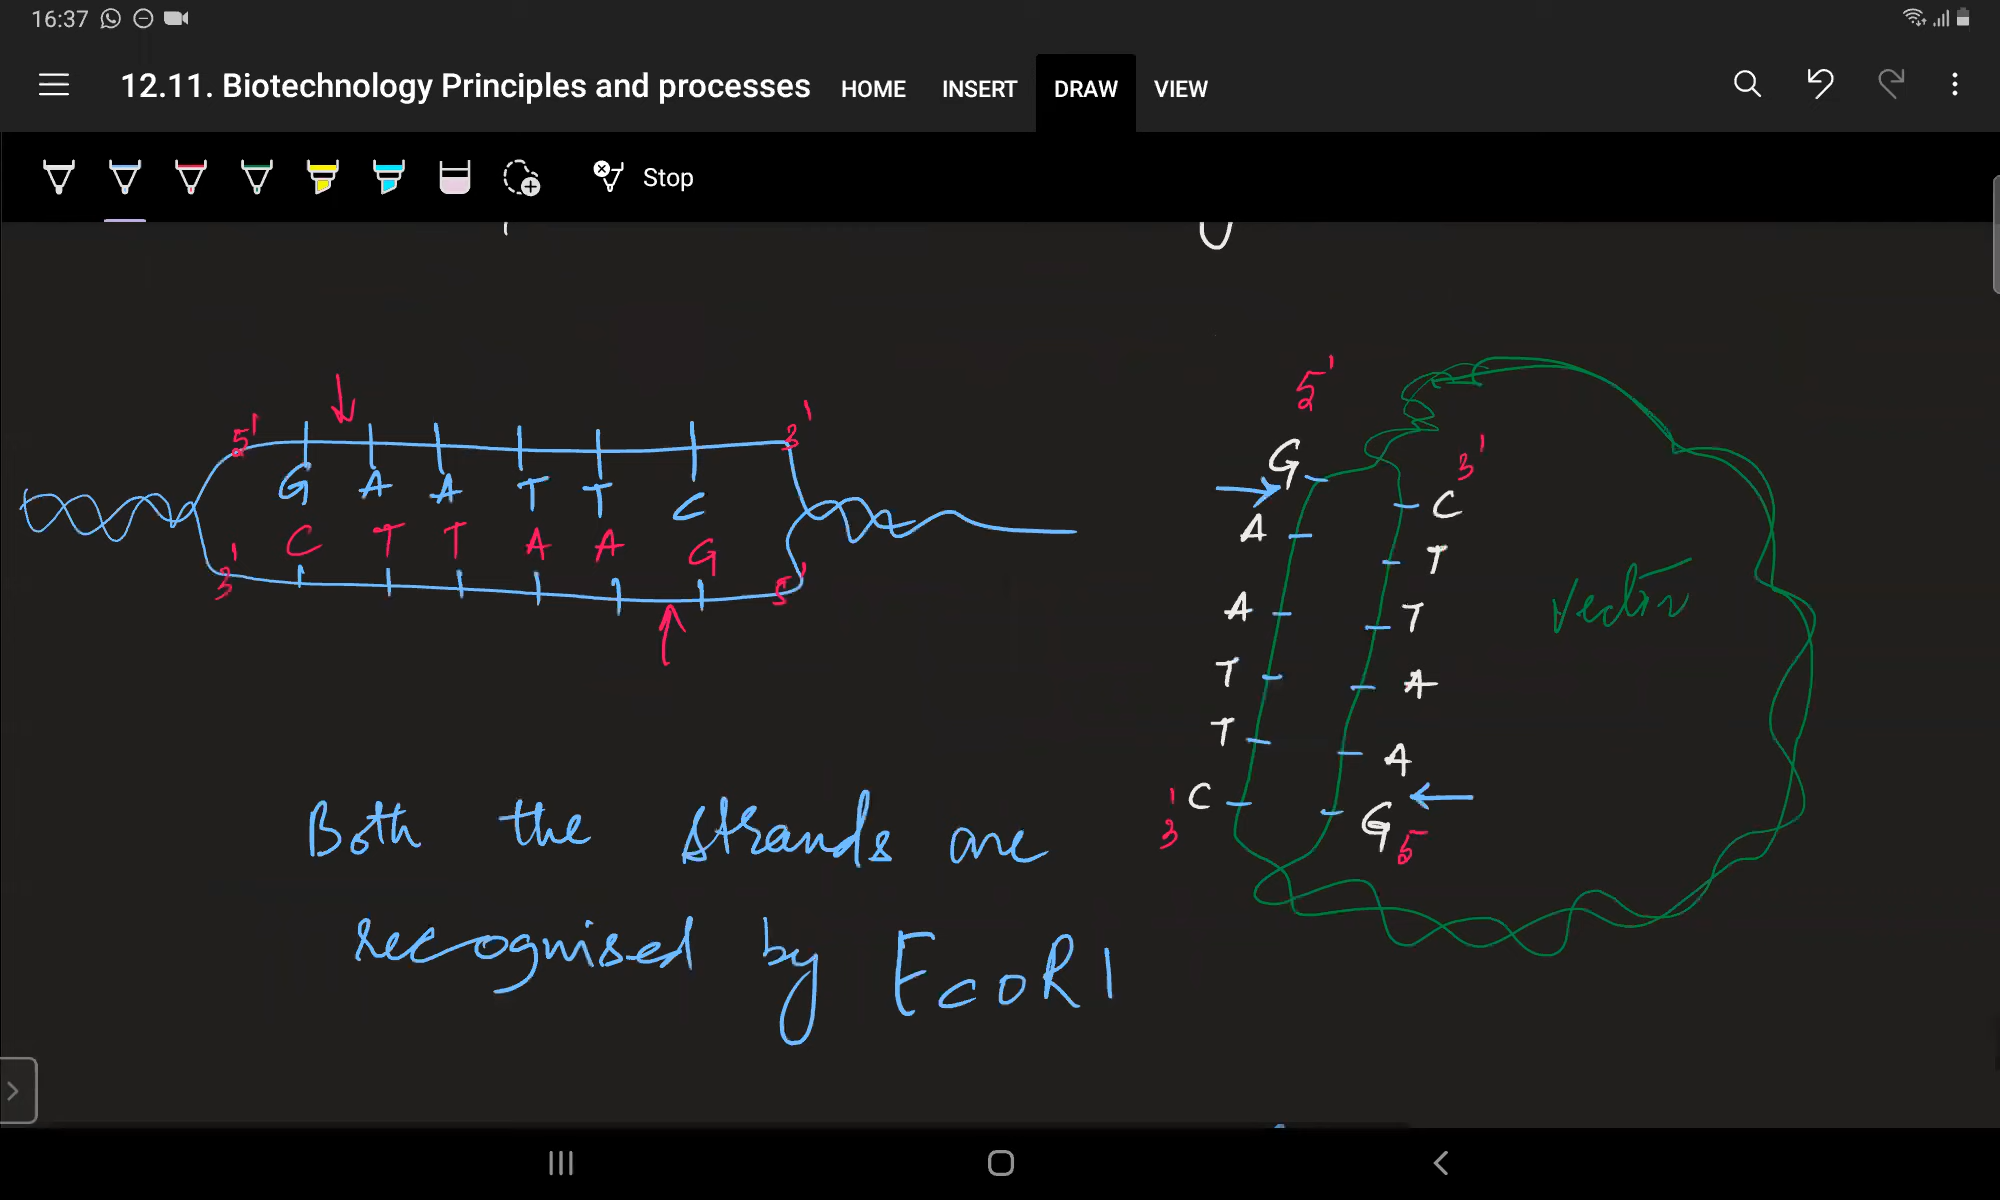 16:37
12.11. Biotechnology Principles and processes HOME INSERT DRAW VIEW
Stop
5' 3'
G A A T T C
C T T A A G
3' 5'
Both the strands are
recognised by EcoRI
5'
G
A
A
T
T
3' C
3'
C
T
T
A
A
G 5
Vector